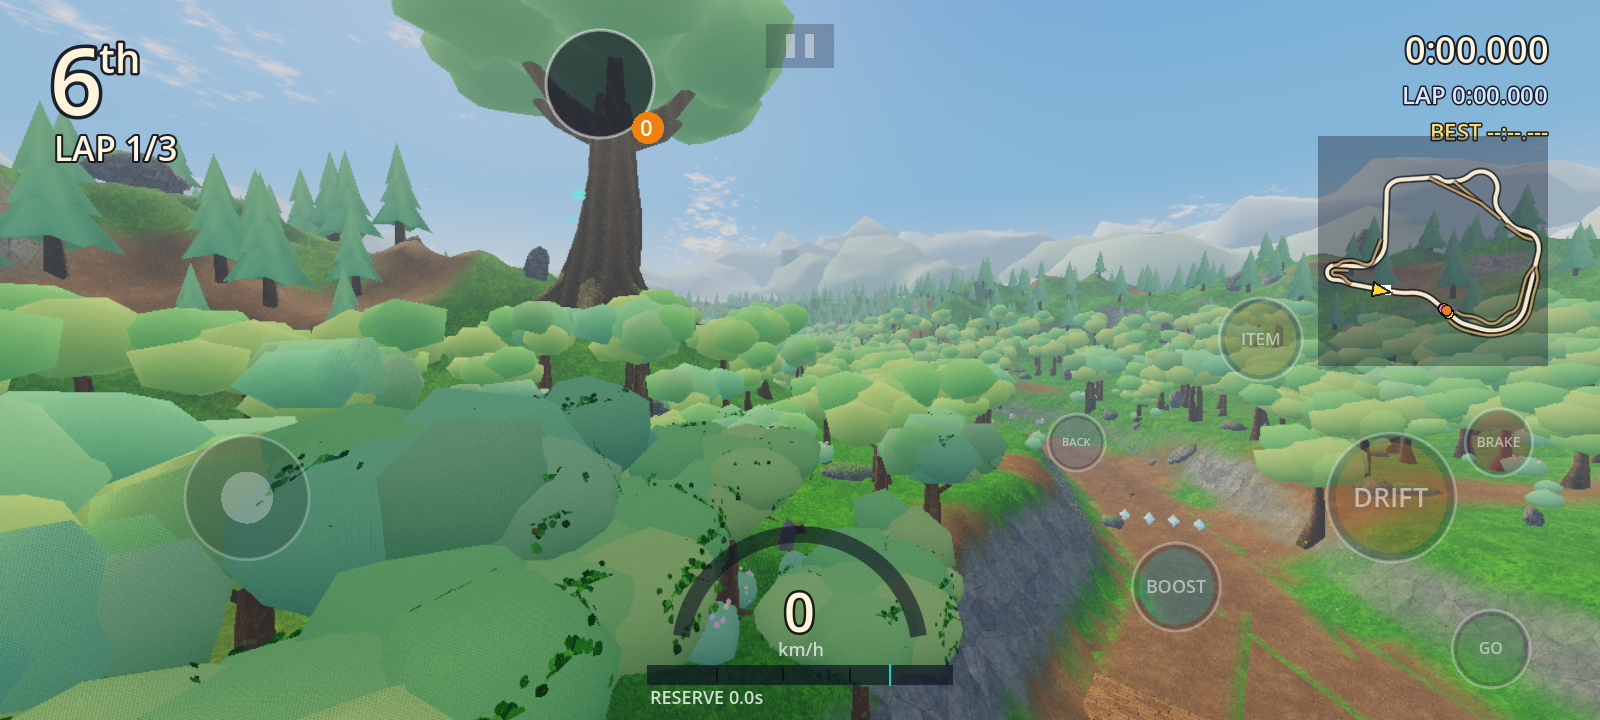 6th
LAP 1/3
0
0:00.000
LAP 0:00.000
BEST --:--.---
ITEM
BACK
BRAKE
DRIFT
BOOST
0
km/h
GO
RESERVE 0.0s